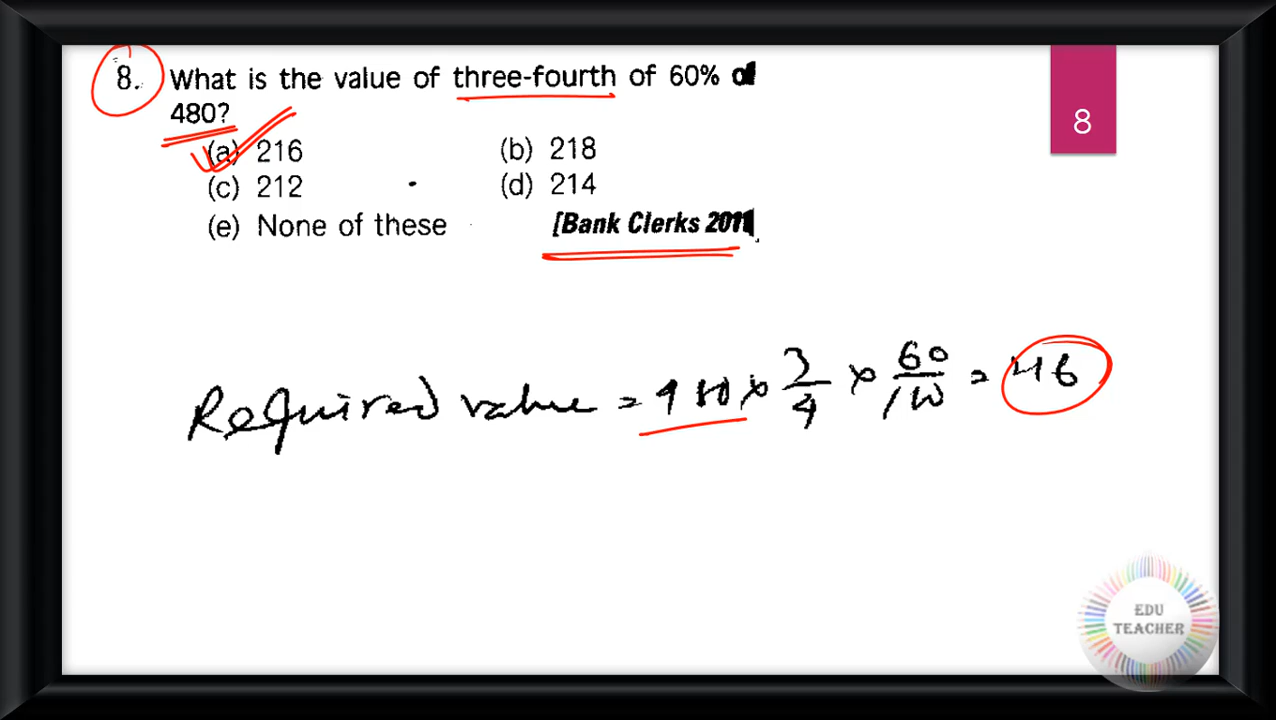 8. What is the value of three-fourth of 60% of
480?
(a) 216 (b) 218
(c) 212 (d) 214
(e) None of these [Bank Clerks 2011]
8
Required value = 480 × 3/4 × 60/100 =
EDU
TEACHER